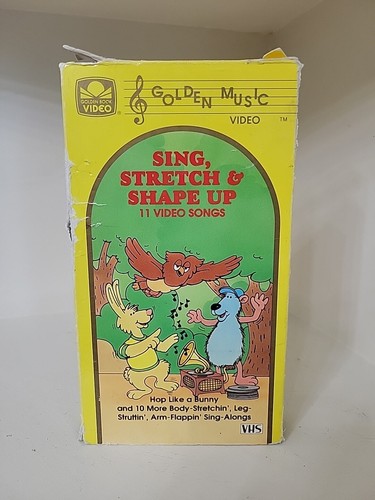 GOLDEN BOOK
VIDEO
GOLDEN MUSIC
VIDEO ™
SING,
STRETCH &
SHAPE UP
11 VIDEO SONGS
Hop Like a Bunny
and 10 More Body-Stretchin', Leg-
Struttin', Arm-Flappin' Sing-Alongs
VHS